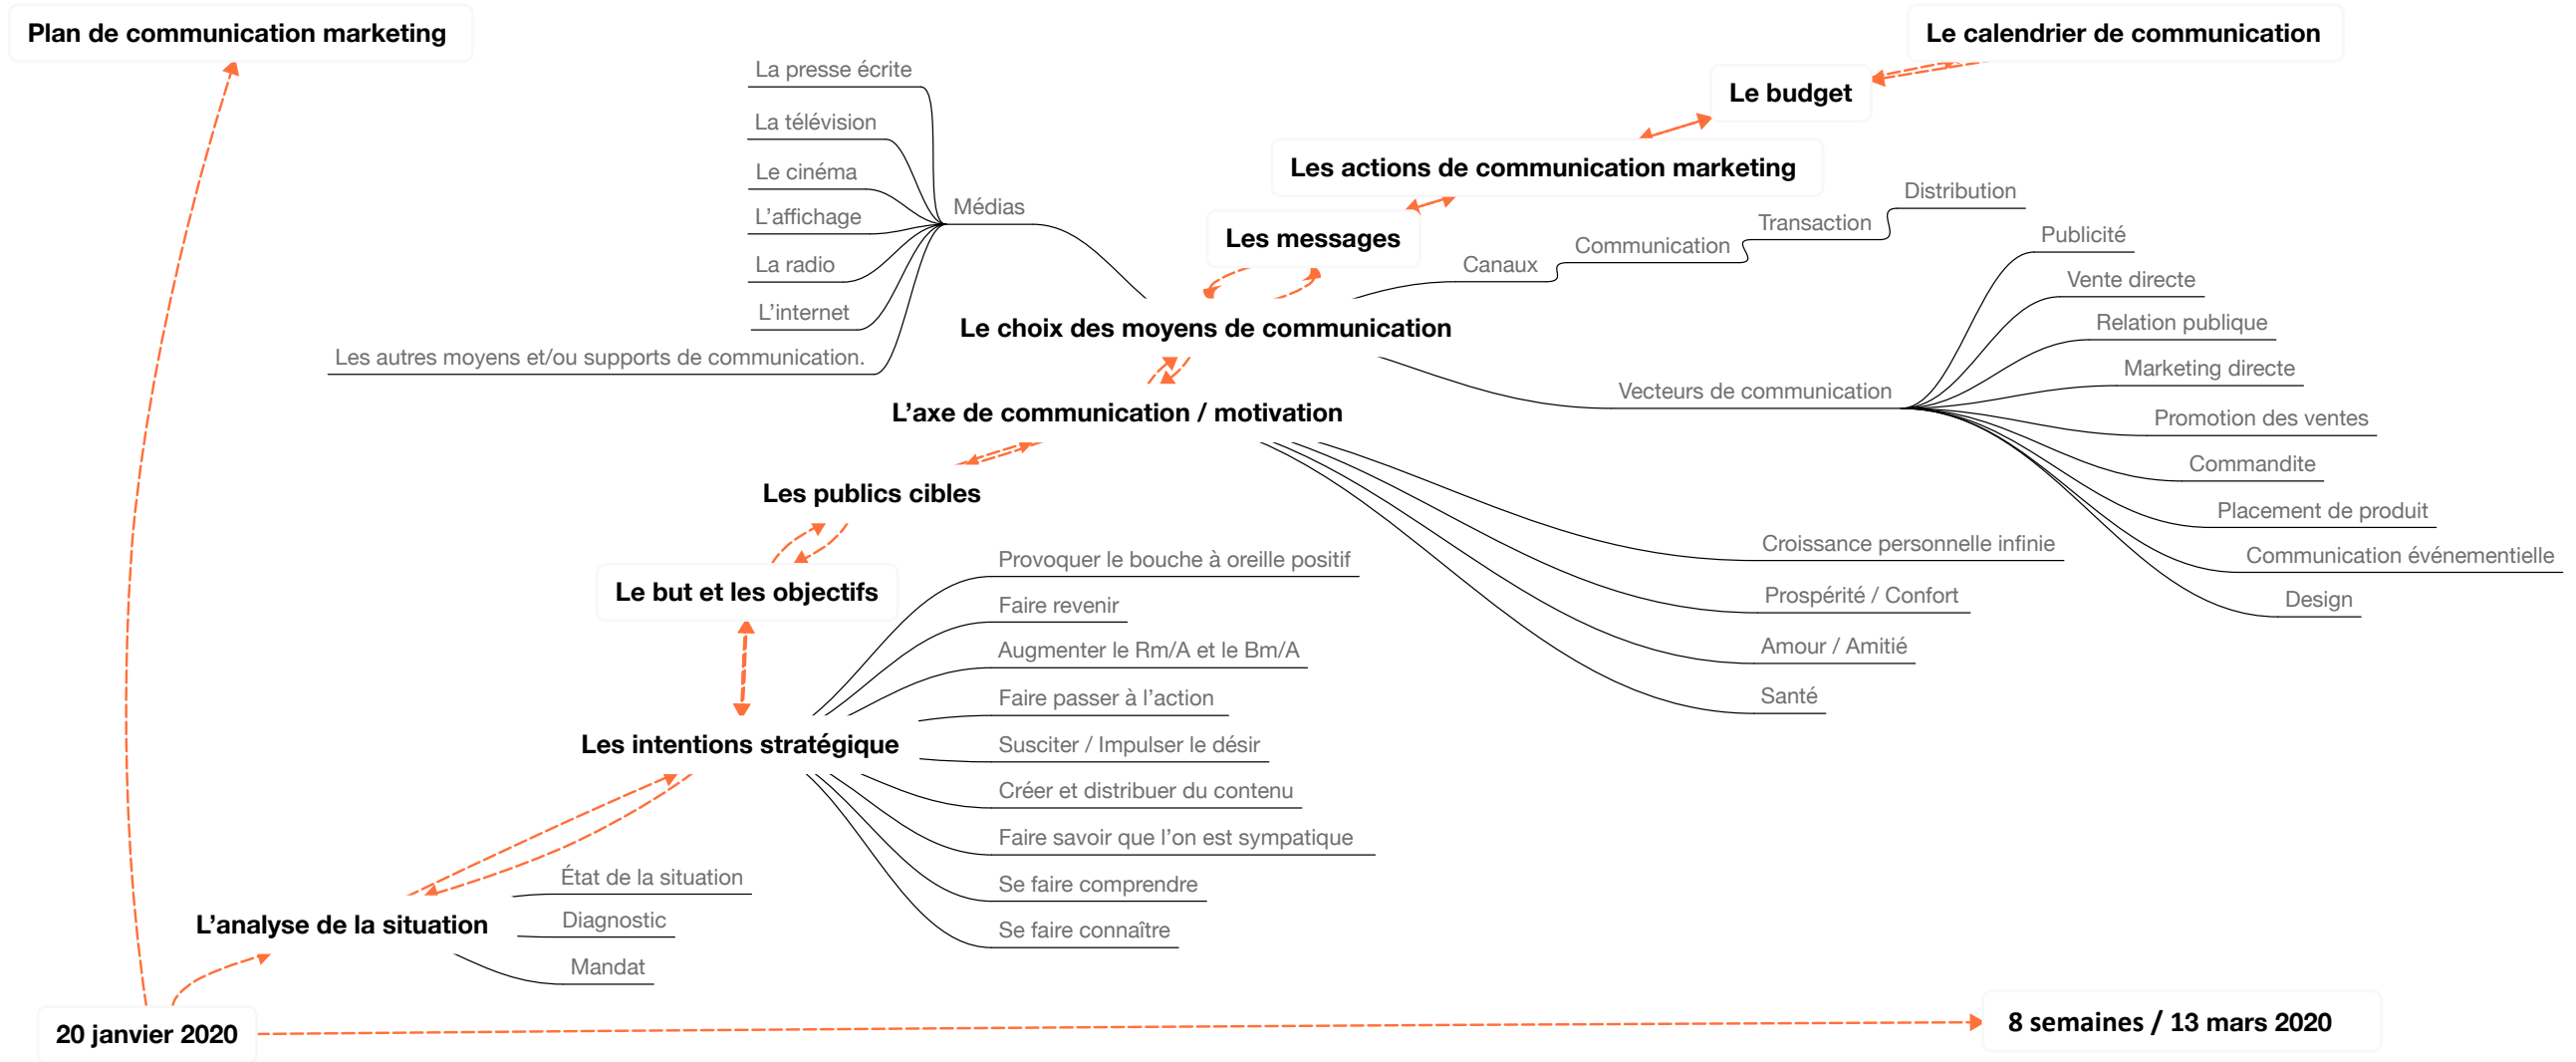 Plan de communication marketing
Le calendrier de communication
Le budget
Les actions de communication marketing
Les messages
La presse écrite
La télévision
Le cinéma
L'affichage
La radio
L'internet
Les autres moyens et/ou supports de communication.
Médias
Canaux
Communication
Transaction
Distribution
Le choix des moyens de communication
Vecteurs de communication
Publicité
Vente directe
Relation publique
Marketing directe
Promotion des ventes
Commandite
Placement de produit
Communication événementielle
Design
L'axe de communication / motivation
Croissance personnelle infinie
Prospérité / Confort
Amour / Amitié
Santé
Les publics cibles
Le but et les objectifs
Les intentions stratégique
Provoquer le bouche à oreille positif
Faire revenir
Augmenter le Rm/A et le Bm/A
Faire passer à l'action
Susciter / Impulser le désir
Créer et distribuer du contenu
Faire savoir que l'on est sympatique
Se faire comprendre
Se faire connaître
L'analyse de la situation
État de la situation
Diagnostic
Mandat
20 janvier 2020
8 semaines / 13 mars 2020